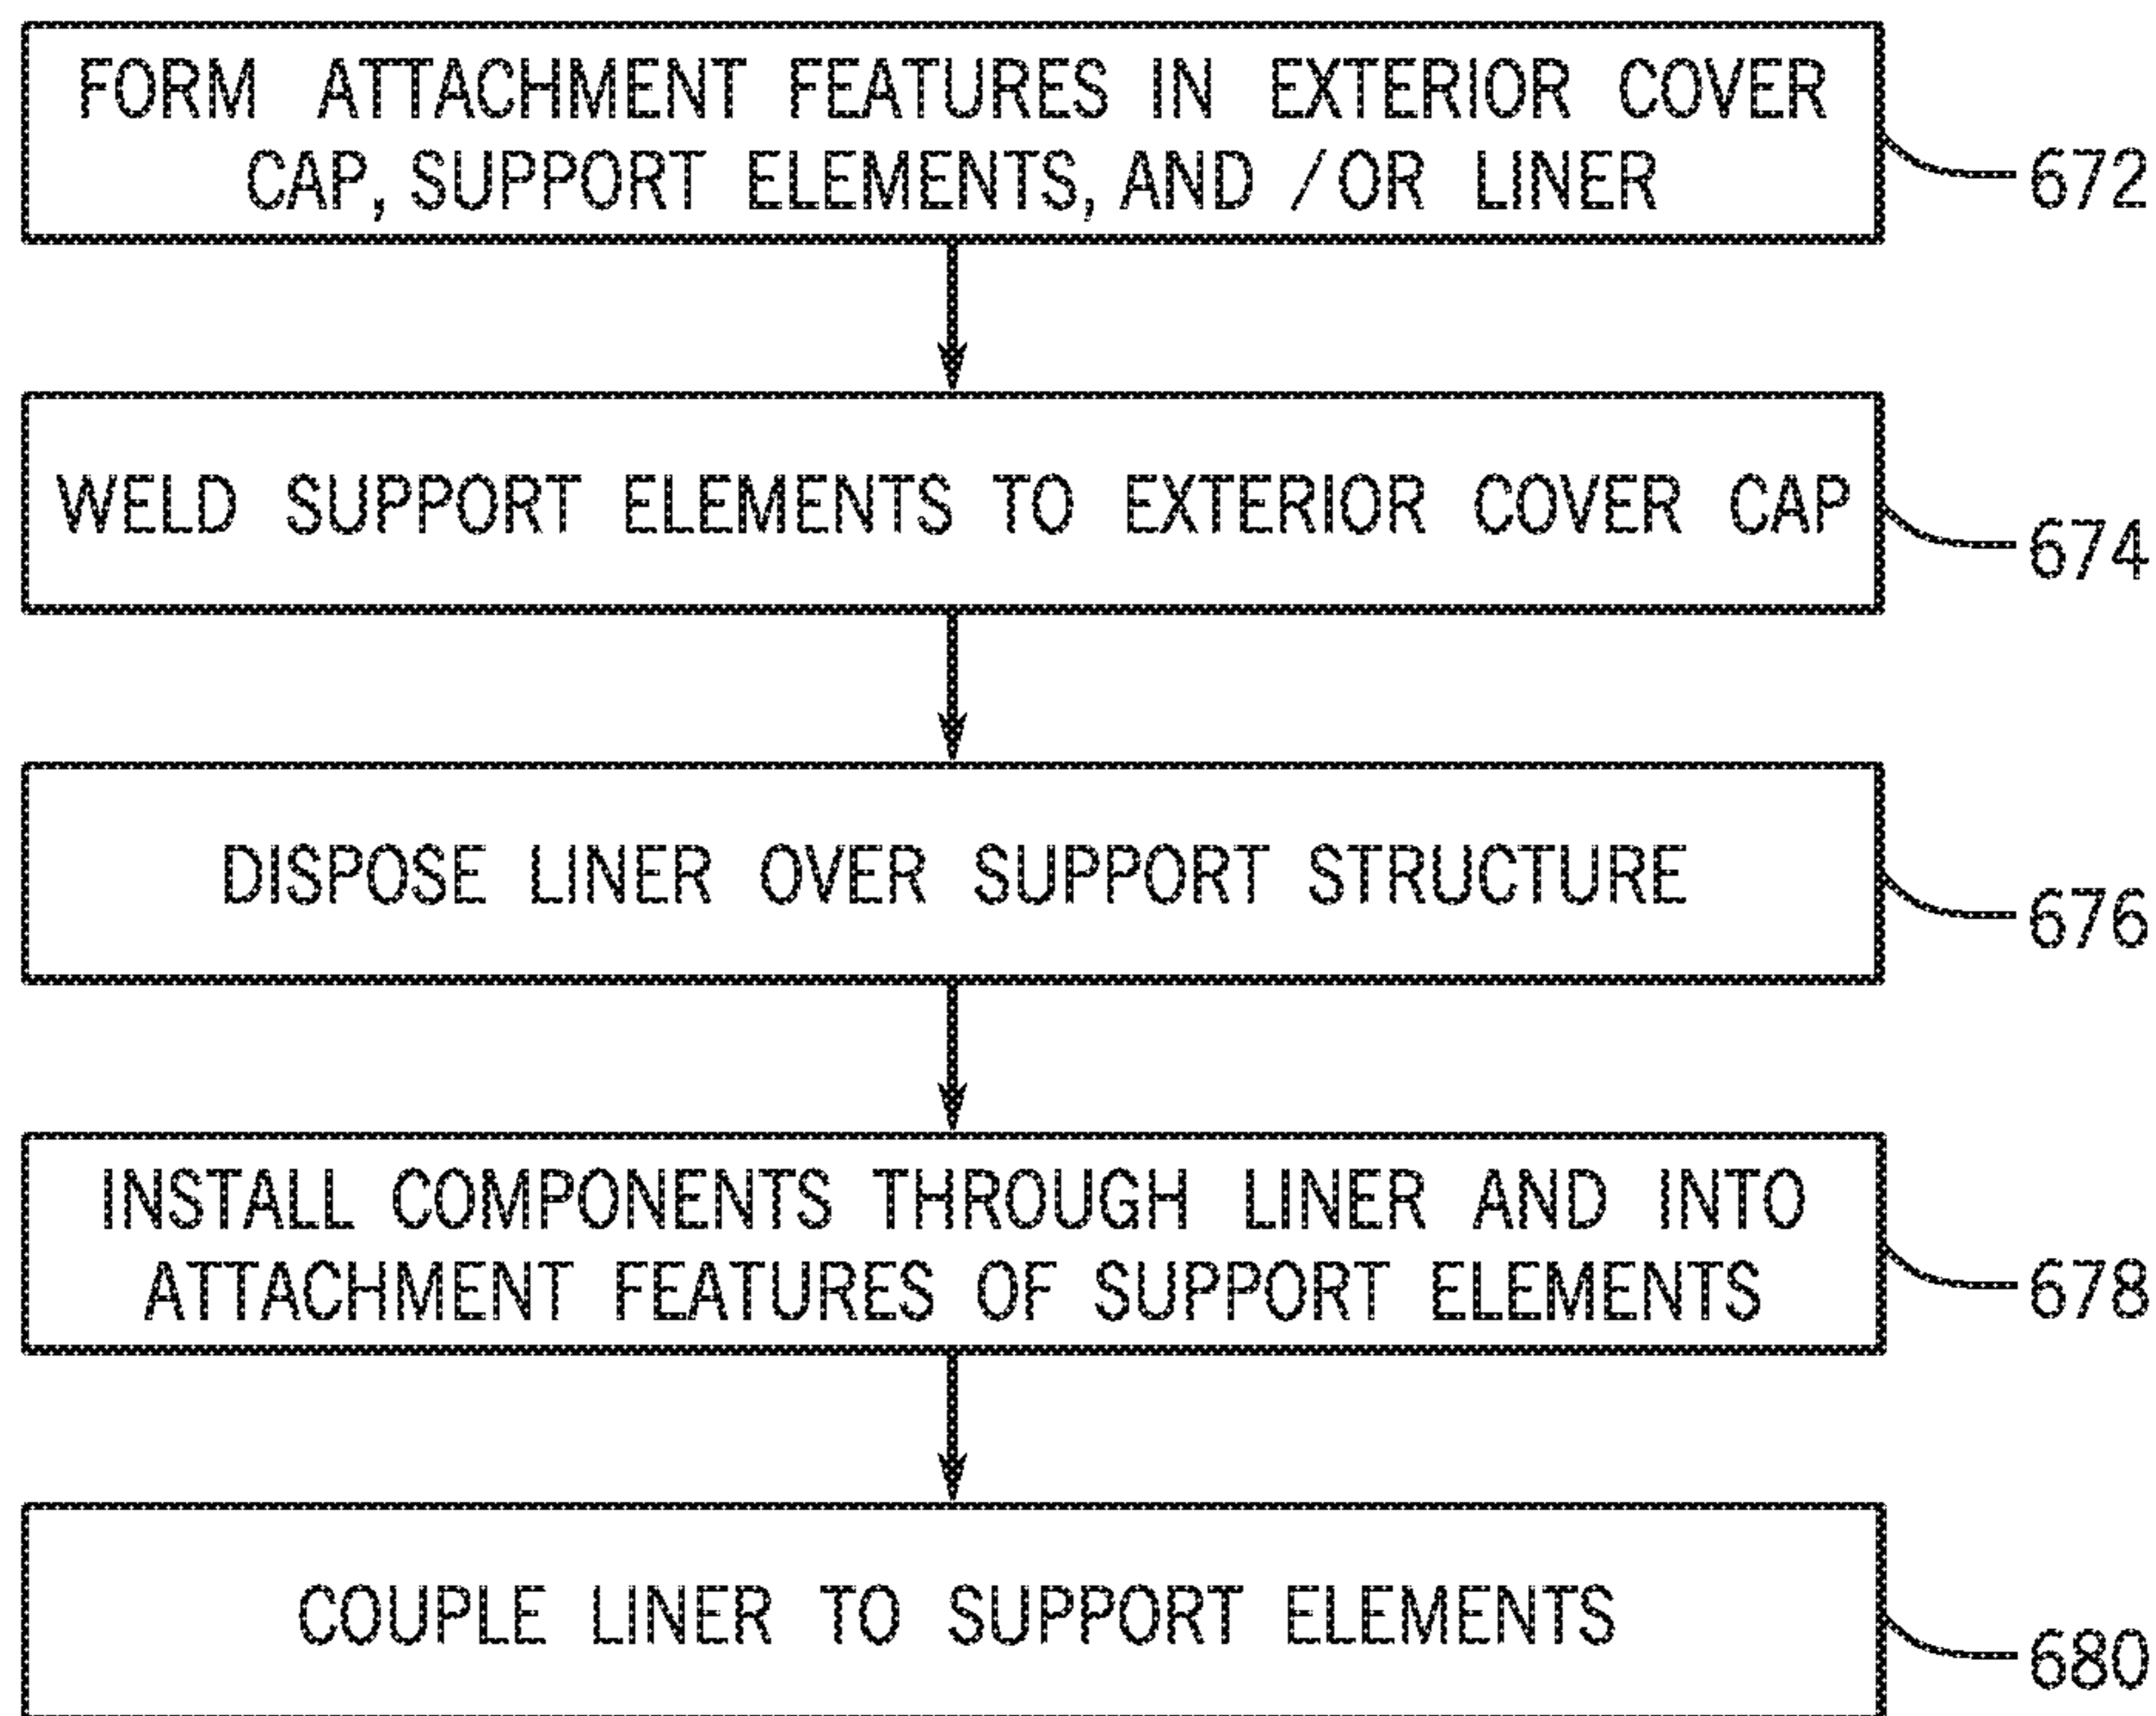 FORM ATTACHMENT FEATURES IN EXTERIOR COVER
CAP, SUPPORT ELEMENTS, AND /OR LINER
672
WELD SUPPORT ELEMENTS TO EXTERIOR COVER CAP
674
DISPOSE LINER OVER SUPPORT STRUCTURE
676
INSTALL COMPONENTS THROUGH LINER AND INTO
ATTACHMENT FEATURES OF SUPPORT ELEMENTS
678
COUPLE LINER TO SUPPORT ELEMENTS
680